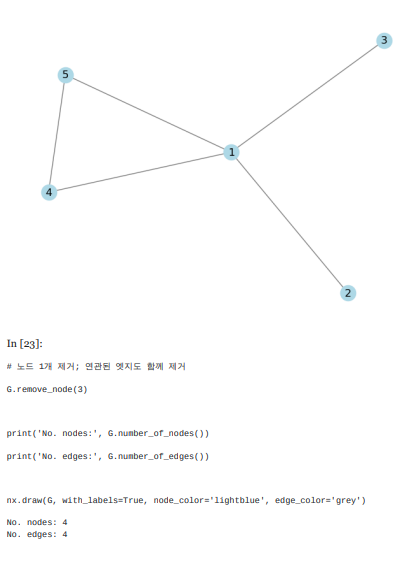 3
5
1
4
2
In [23]:
# 노드 1개 제거; 연관된 엣지도 함께 제거
G.remove_node(3)
print('No. nodes:', G.number_of_nodes())
print('No. edges:', G.number_of_edges())
nx.draw(G, with_labels=True, node_color='lightblue', edge_color='grey')
No. nodes: 4
No. edges: 4